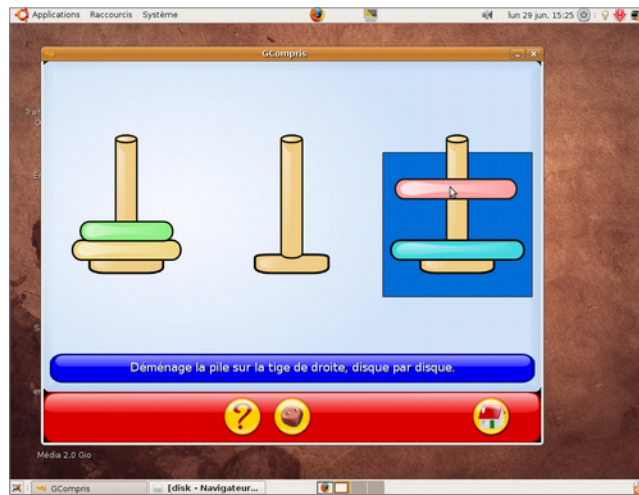 Applications Raccourcis Système
lun 29 jun, 15:25
GCompris
Déménage la pile sur la tige de droite, disque par disque.
?
Média 2,0 Gio
GCompris
[disk - Navigateur...